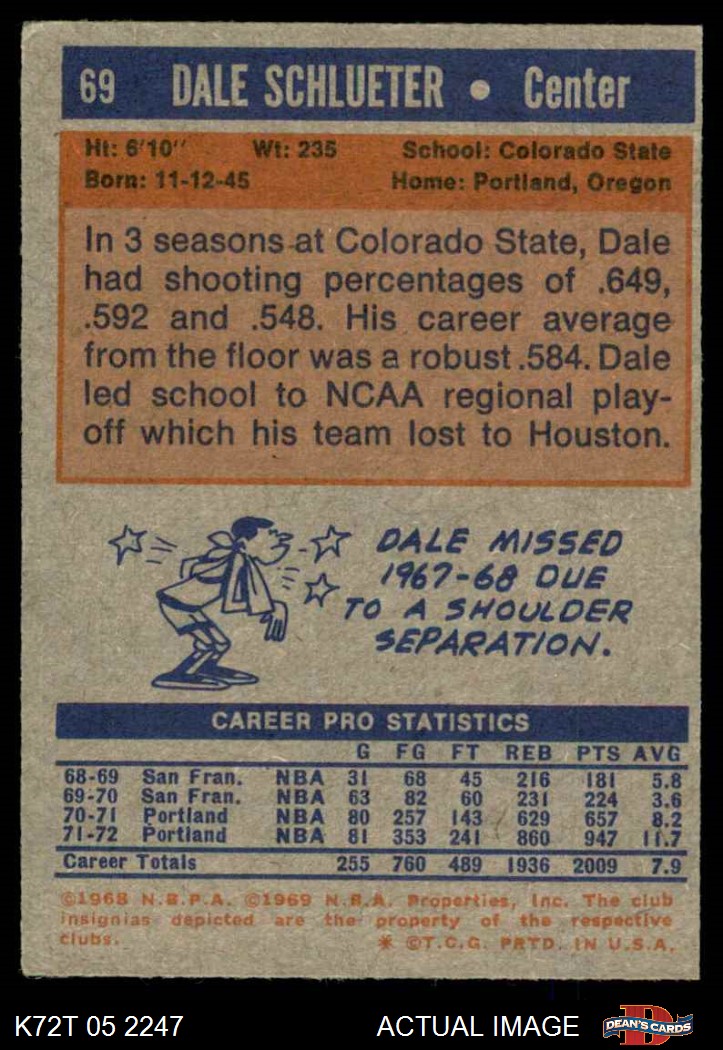 69 DALE SCHLUETER • Center
Ht: 6'10'' Wt: 235 School: Colorado State
Born: 11-12-45 Home: Portland, Oregon
In 3 seasons at Colorado State, Dale
had shooting percentages of .649,
.592 and .548. His career average
from the floor was a robust .584. Dale
led school to NCAA regional play-
off which his team lost to Houston.
DALE MISSED
1967-68 DUE
TO A SHOULDER
SEPARATION.
CAREER PRO STATISTICS
G FG FT REB PTS AVG
68-69 San Fran. NBA 31 68 45 216 181 5.8
69-70 San Fran. NBA 63 82 60 231 224 3.6
70-71 Portland NBA 80 257 143 629 657 8.2
71-72 Portland NBA 81 353 241 860 947 11.7
Career Totals 255 760 489 1936 2009 7.9
©1968 N.B.P.A. ©1969 N.B.A. Properties, Inc. The club
insignias depicted are the property of the respective
clubs. * ©T.C.G. PRTD. IN U.S.A.
K72T 05 2247 ACTUAL IMAGE DEAN'S CARDS